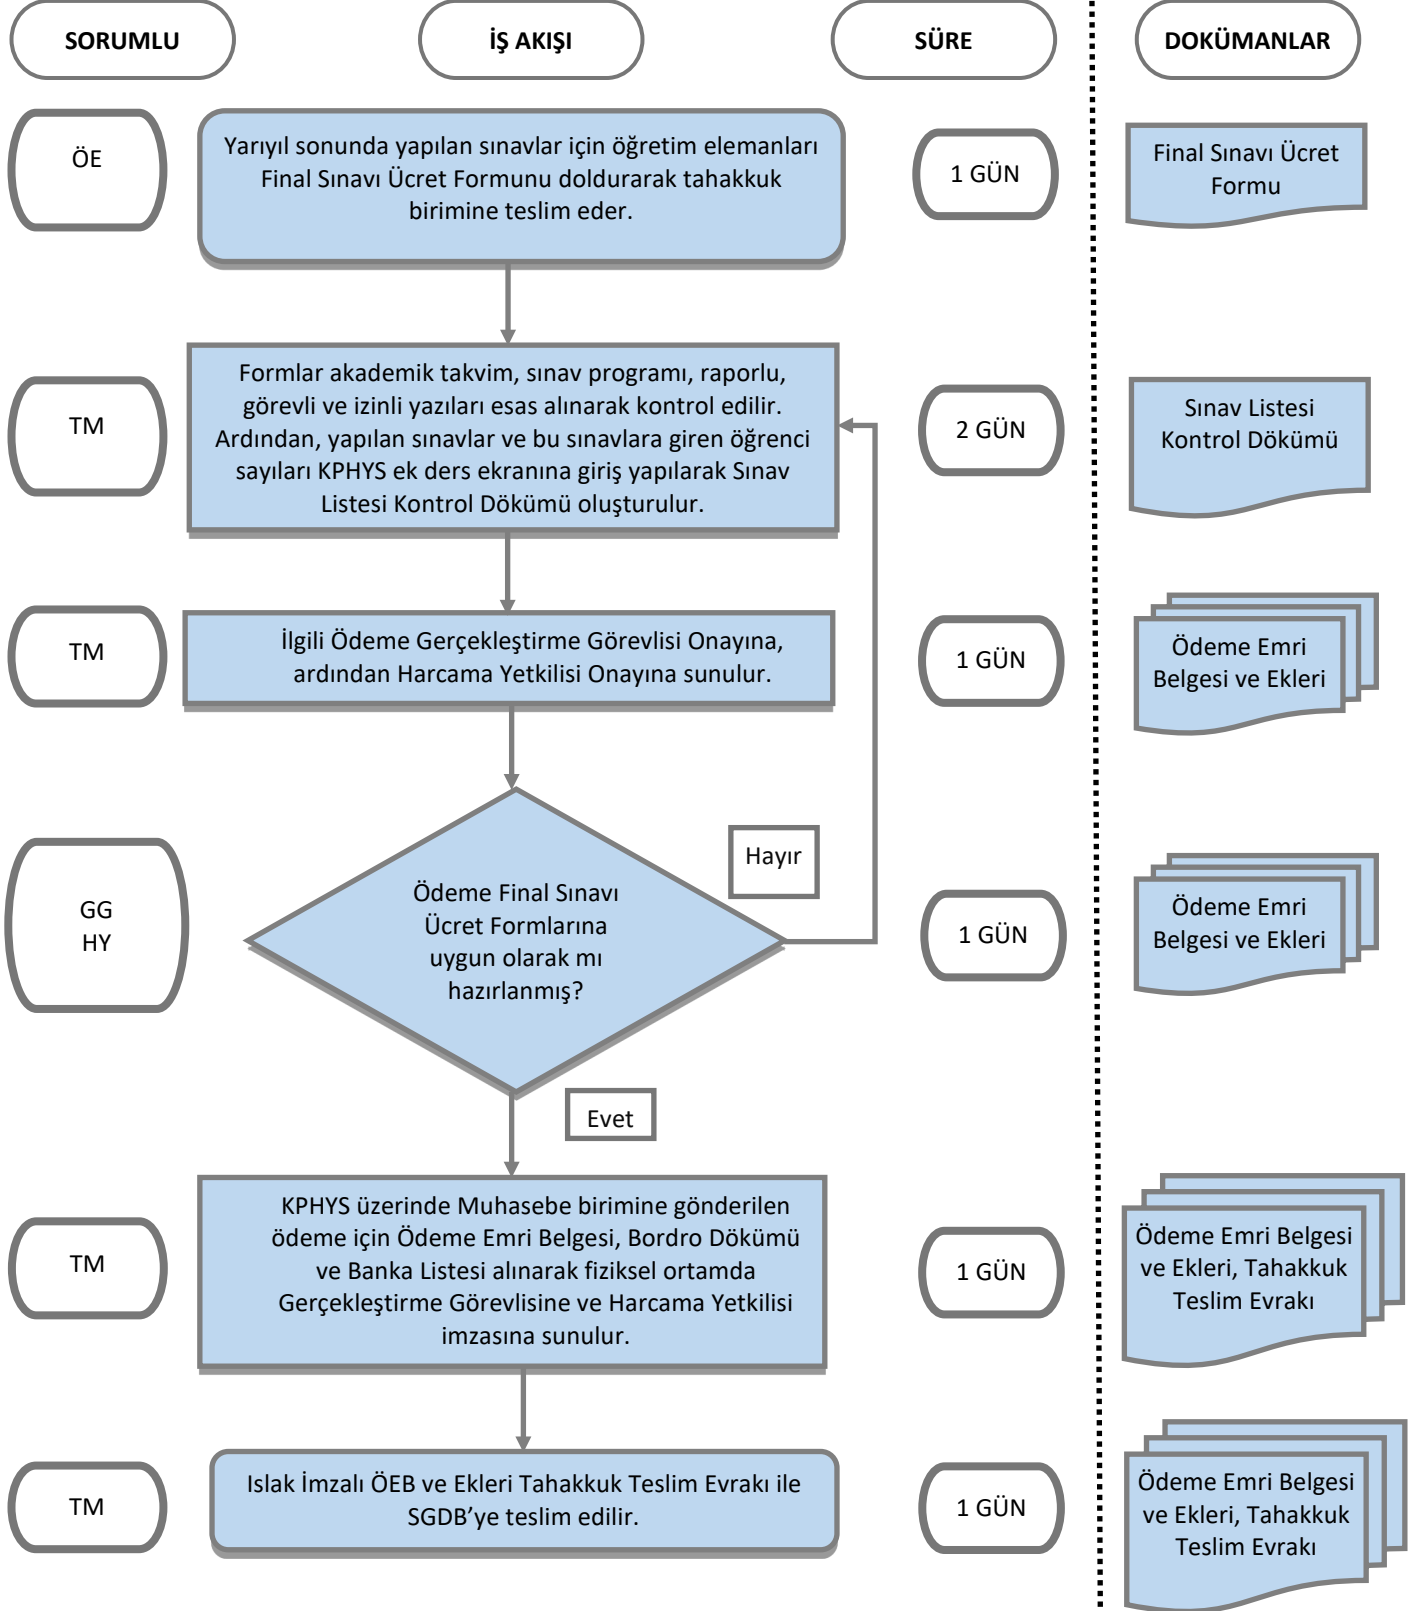 SORUMLU
İŞ AKIŞI
SÜRE
DOKÜMANLAR
ÖE
Yarıyıl sonunda yapılan sınavlar için öğretim elemanları
Final Sınavı Ücret Formunu doldurarak tahakkuk
birimine teslim eder.
1 GÜN
Final Sınavı Ücret
Formu
TM
Formlar akademik takvim, sınav programı, raporlu,
görevli ve izinli yazıları esas alınarak kontrol edilir.
Ardından, yapılan sınavlar ve bu sınavlara giren öğrenci
sayıları KPHYS ek ders ekranına giriş yapılarak Sınav
Listesi Kontrol Dökümü oluşturulur.
2 GÜN
Sınav Listesi
Kontrol Dökümü
TM
İlgili Ödeme Gerçekleştirme Görevlisi Onayına,
ardından Harcama Yetkilisi Onayına sunulur.
1 GÜN
Ödeme Emri
Belgesi ve Ekleri
GG
HY
Ödeme Final Sınavı
Ücret Formlarına
uygun olarak mı
hazırlanmış?
Hayır
1 GÜN
Ödeme Emri
Belgesi ve Ekleri
Evet
TM
KPHYS üzerinde Muhasebe birimine gönderilen
ödeme için Ödeme Emri Belgesi, Bordro Dökümü
ve Banka Listesi alınarak fiziksel ortamda
Gerçekleştirme Görevlisine ve Harcama Yetkilisi
imzasına sunulur.
1 GÜN
Ödeme Emri Belgesi
ve Ekleri, Tahakkuk
Teslim Evrakı
TM
Islak İmzalı ÖEB ve Ekleri Tahakkuk Teslim Evrakı ile
SGDB’ye teslim edilir.
1 GÜN
Ödeme Emri Belgesi
ve Ekleri, Tahakkuk
Teslim Evrakı